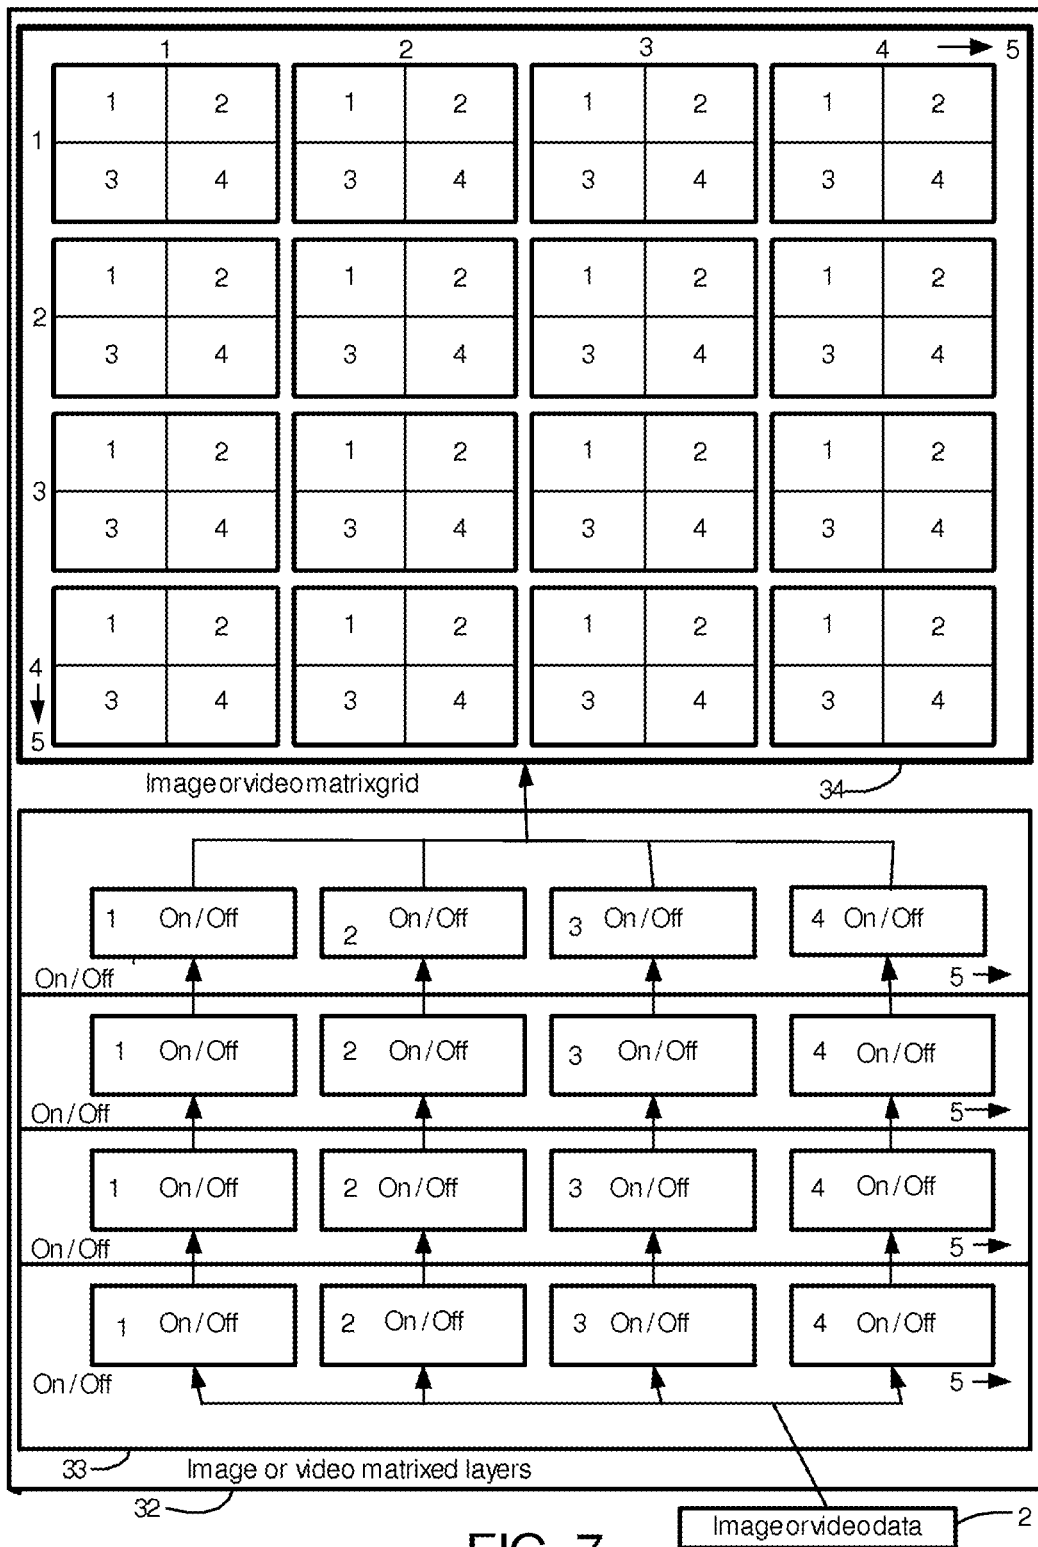 1 2 3 4 5
1 2 1 2 1 2 1 2
1
3 4 3 4 3 4 3 4
1 2 1 2 1 2 1 2
2
3 4 3 4 3 4 3 4
1 2 1 2 1 2 1 2
3
3 4 3 4 3 4 3 4
1 2 1 2 1 2 1 2
4
3 4 3 4 3 4 3 4
5
Imageorvideomatrixgrid 34
1 On/Off 2 On/Off 3 On/Off 4 On/Off
On/Off 5
1 On/Off 2 On/Off 3 On/Off 4 On/Off
On/Off 5
1 On/Off 2 On/Off 3 On/Off 4 On/Off
On/Off 5
1 On/Off 2 On/Off 3 On/Off 4 On/Off
On/Off 5
33 Image or video matrixed layers
32
Imageorvideodata 2
FIG. 7